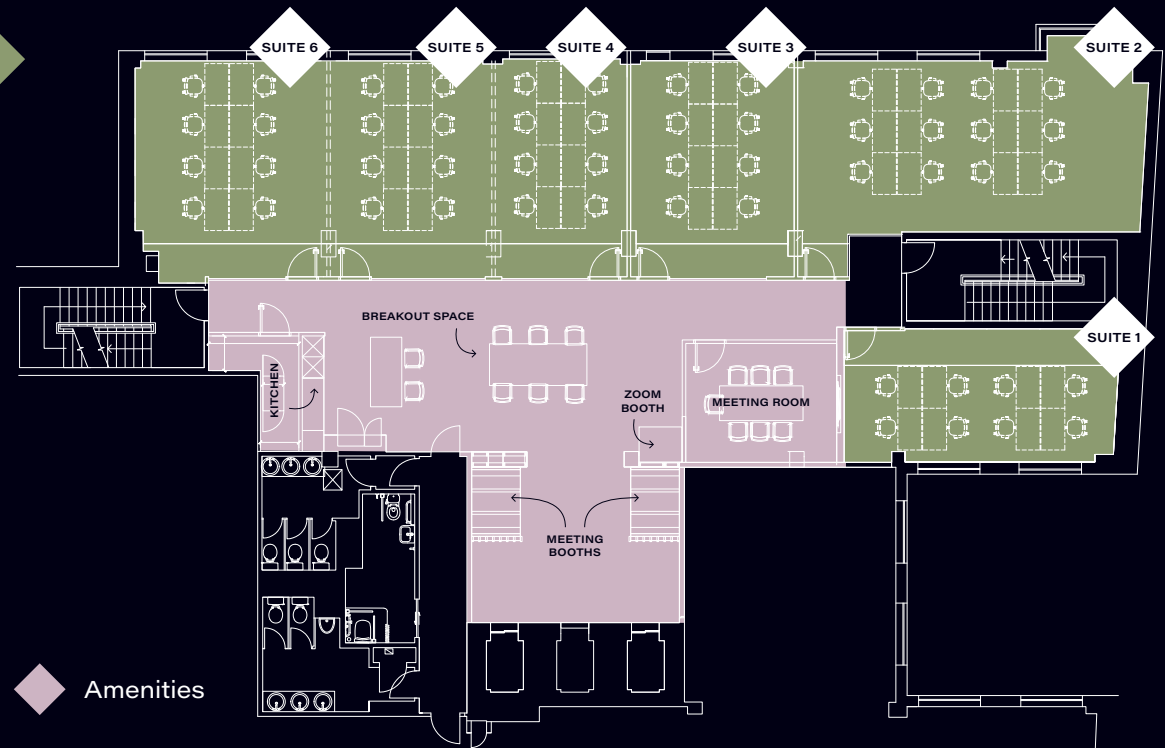 SUITE 6
SUITE 5
SUITE 4
SUITE 3
SUITE 2
BREAKOUT SPACE
SUITE 1
KITCHEN
ZOOM
BOOTH
MEETING ROOM
MEETING
BOOTHS
Amenities